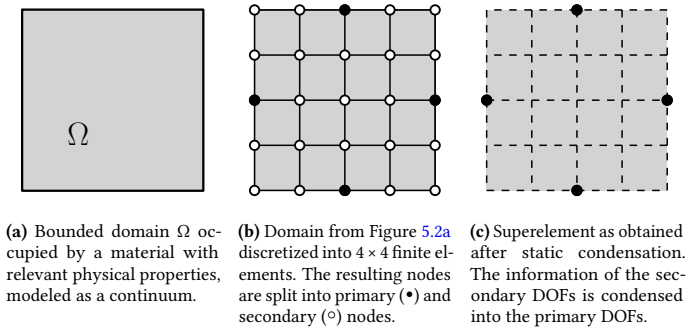 Ω
(a) Bounded domain Ω oc-
cupied by a material with
relevant physical properties,
modeled as a continuum.
(b) Domain from Figure 5.2a
discretized into 4 × 4 finite el-
ements. The resulting nodes
are split into primary (•) and
secondary (◦) nodes.
(c) Superelement as obtained
after static condensation.
The information of the sec-
ondary DOFs is condensed
into the primary DOFs.